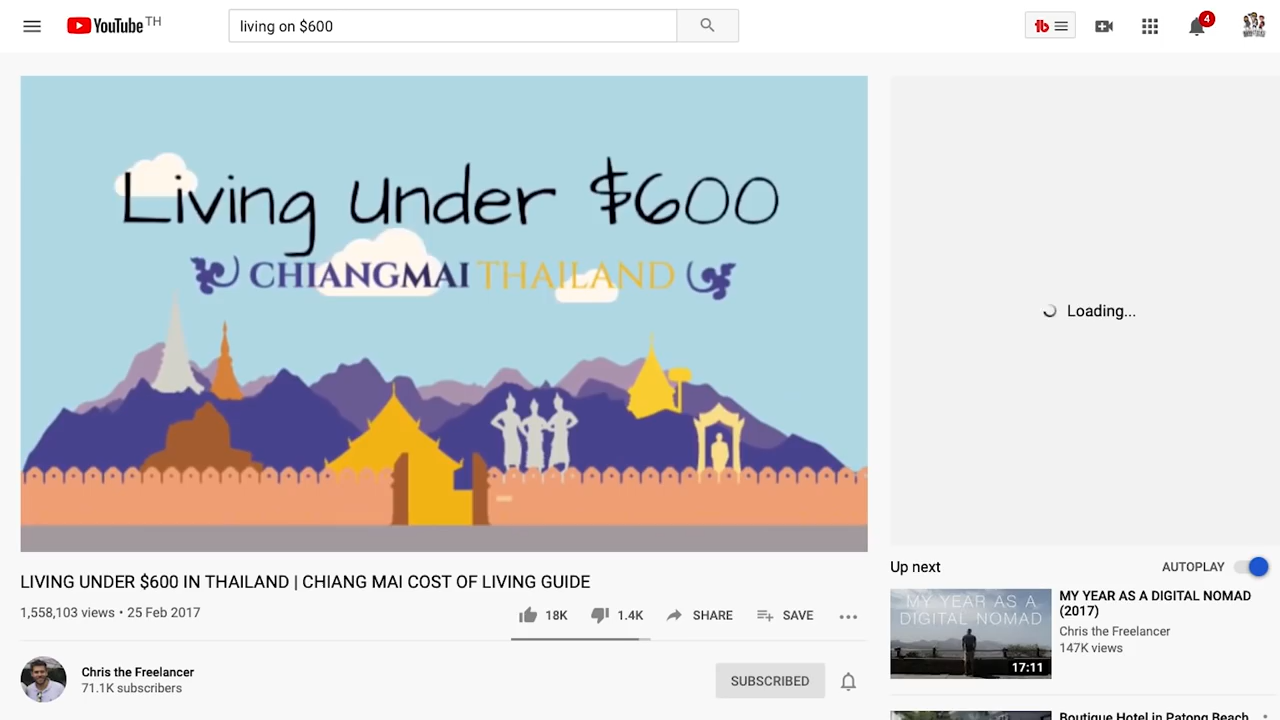 YouTube TH
living on $600
4
Living under $600
CHIANGMAI THAILAND
Loading...
LIVING UNDER $600 IN THAILAND | CHIANG MAI COST OF LIVING GUIDE
1,558,103 views • 25 Feb 2017
18K
1.4K
SHARE
SAVE
Chris the Freelancer
71.1K subscribers
SUBSCRIBED
Up next
AUTOPLAY
MY YEAR AS A
DIGITAL NOMAD
17:11
MY YEAR AS A DIGITAL NOMAD
(2017)
Chris the Freelancer
147K views
Boutique Hotel in Patong Beach